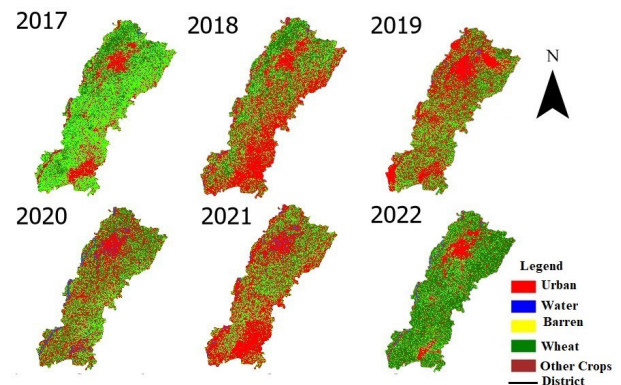 2017
2018
2019
N
2020
2021
2022
Legend
Urban
Water
Barren
Wheat
Other Crops
District